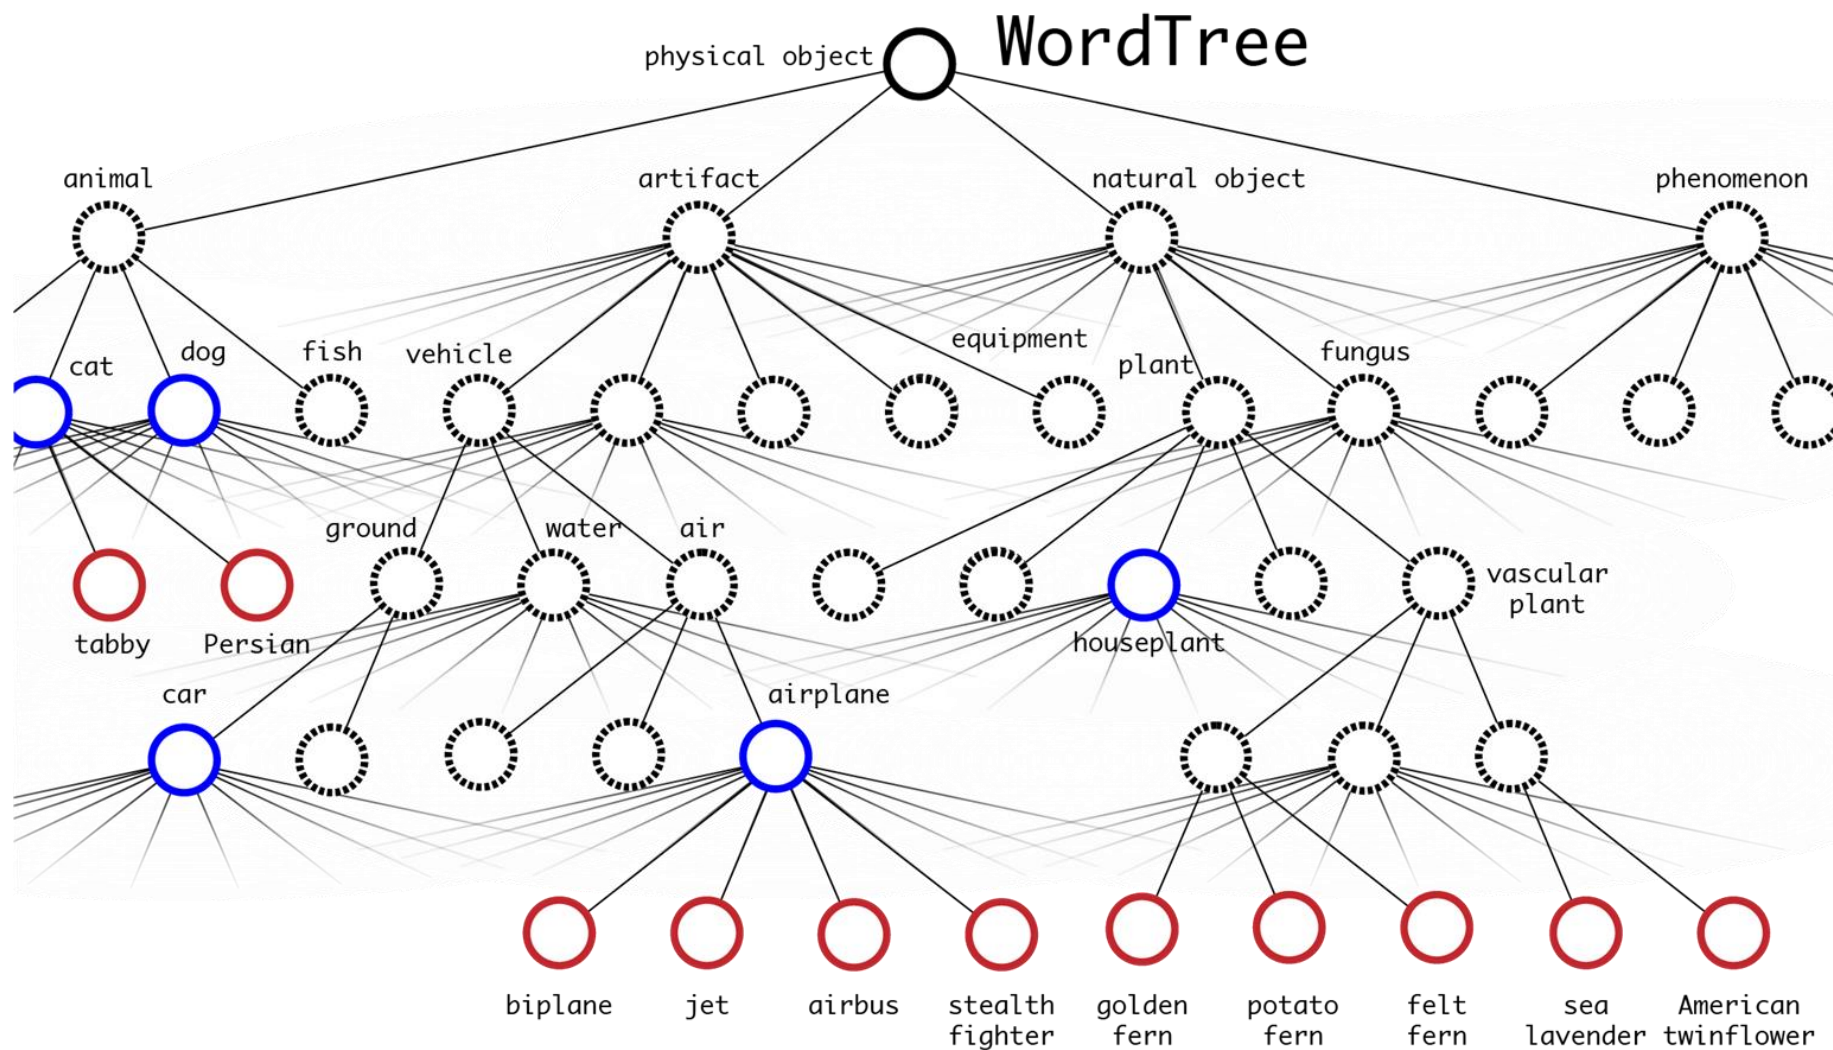 WordTree
physical object
animal
artifact
natural object
phenomenon
cat
dog
fish
vehicle
equipment
plant
fungus
ground
water
air
vascular
plant
tabby
Persian
houseplant
car
airplane
biplane
jet
airbus
stealth
fighter
golden
fern
potato
fern
felt
fern
sea
lavender
American
twinflower